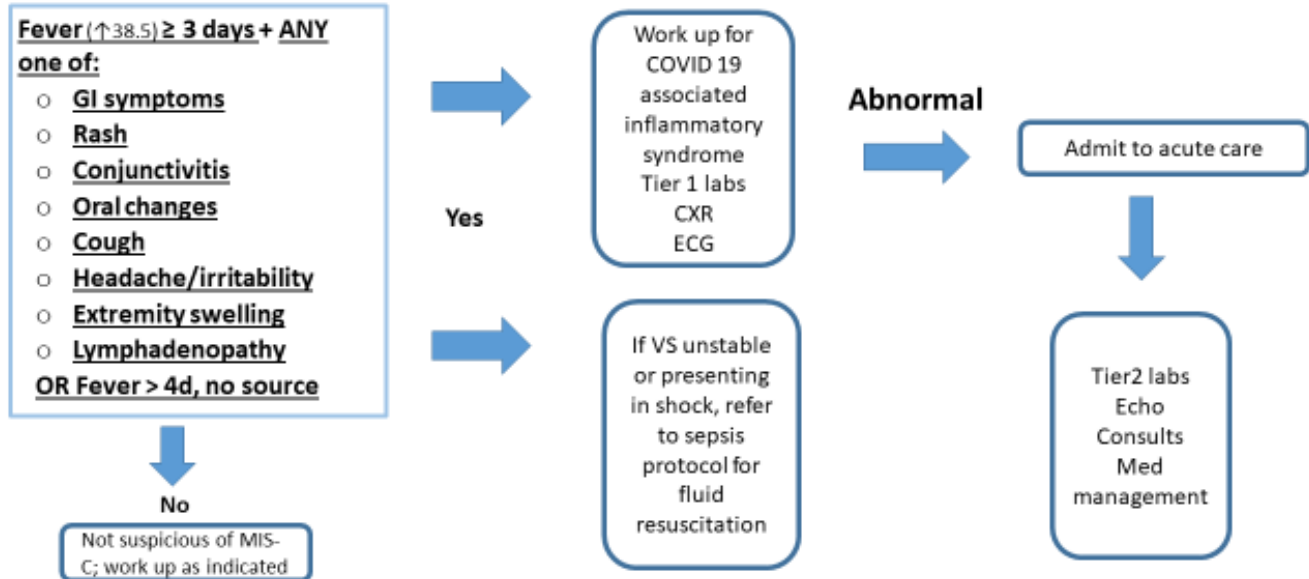 Fever (↑38.5) ≥ 3 days + ANY
one of:
o GI symptoms
o Rash
o Conjunctivitis
o Oral changes
o Cough
o Headache/irritability
o Extremity swelling
o Lymphadenopathy
OR Fever > 4d, no source
No
Not suspicious of MIS-
C; work up as indicated
Yes
Work up for
COVID 19
associated
inflammatory
syndrome
Tier 1 labs
CXR
ECG
If VS unstable
or presenting
in shock, refer
to sepsis
protocol for
fluid
resuscitation
Abnormal
Admit to acute care
Tier2 labs
Echo
Consults
Med
management